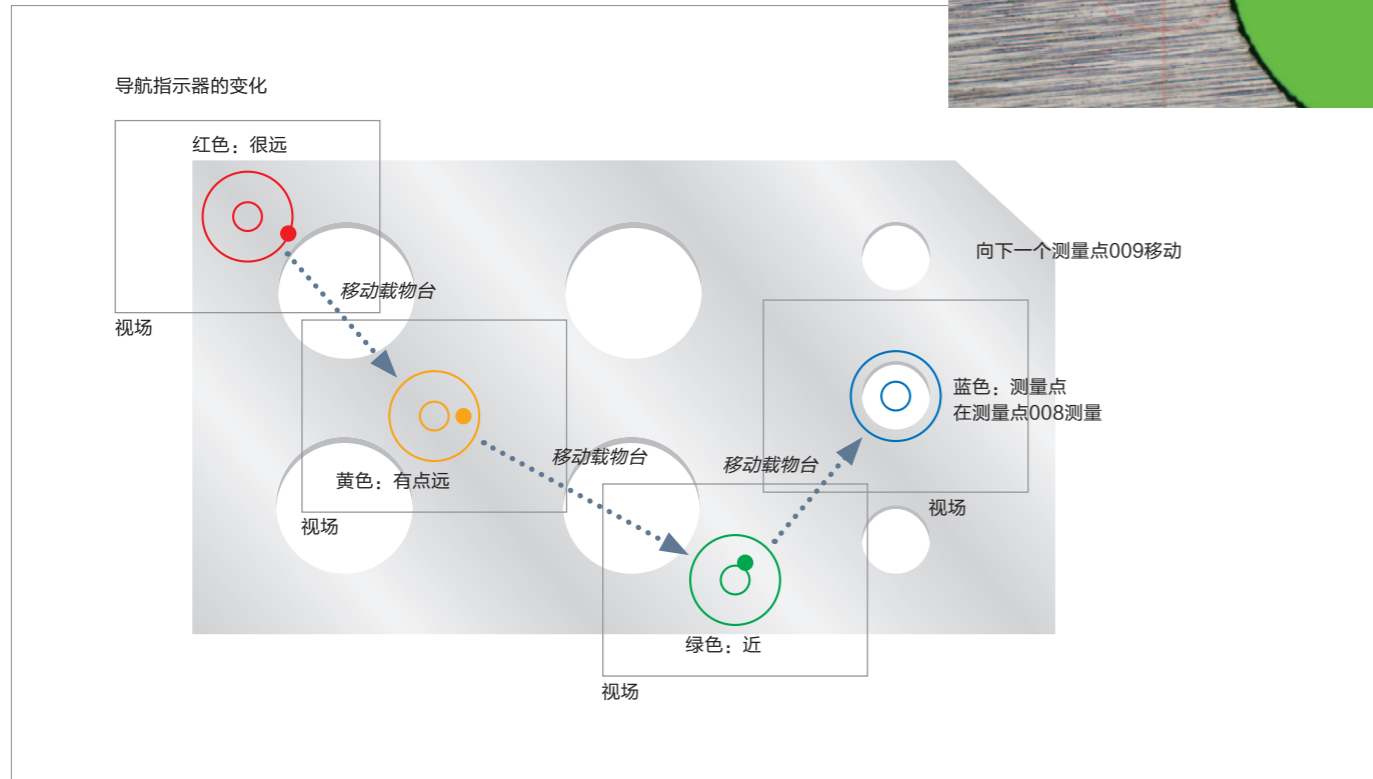 导航指示器的变化
红色：很远
向下一个测量点009移动
移动载物台
视场
蓝色：测量点
在测量点008测量
移动载物台
移动载物台
黄色：有点远
视场
视场
绿色：近
视场